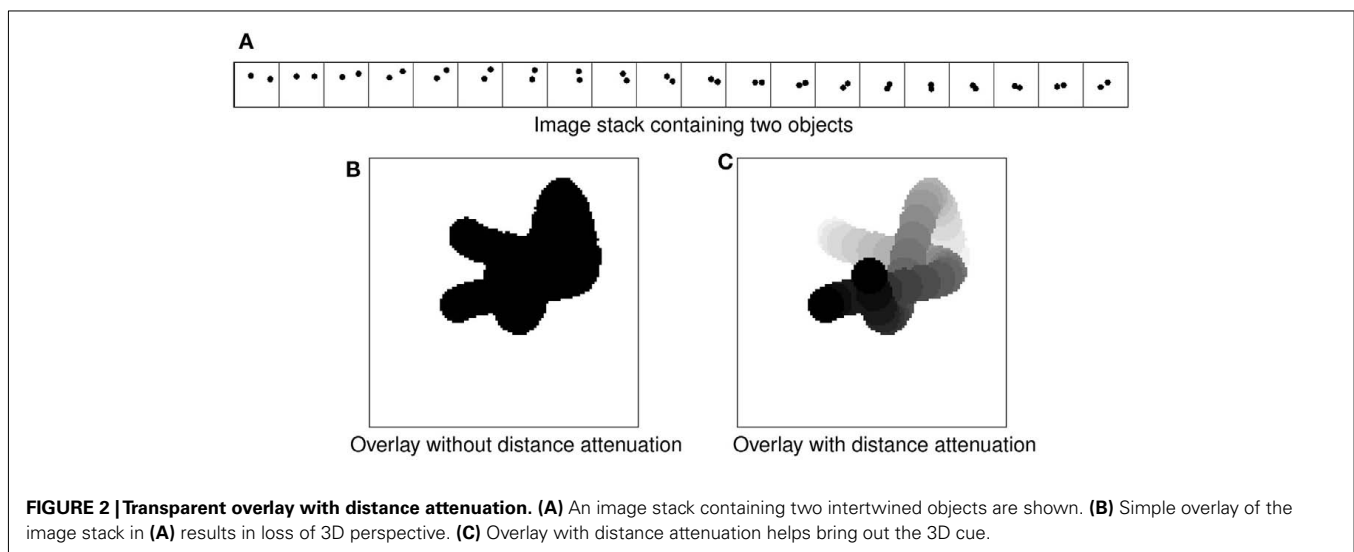 A
Image stack containing two objects
B
C
Overlay without distance attenuation
Overlay with distance attenuation
FIGURE 2 | Transparent overlay with distance attenuation. (A) An image stack containing two intertwined objects are shown. (B) Simple overlay of the
image stack in (A) results in loss of 3D perspective. (C) Overlay with distance attenuation helps bring out the 3D cue.